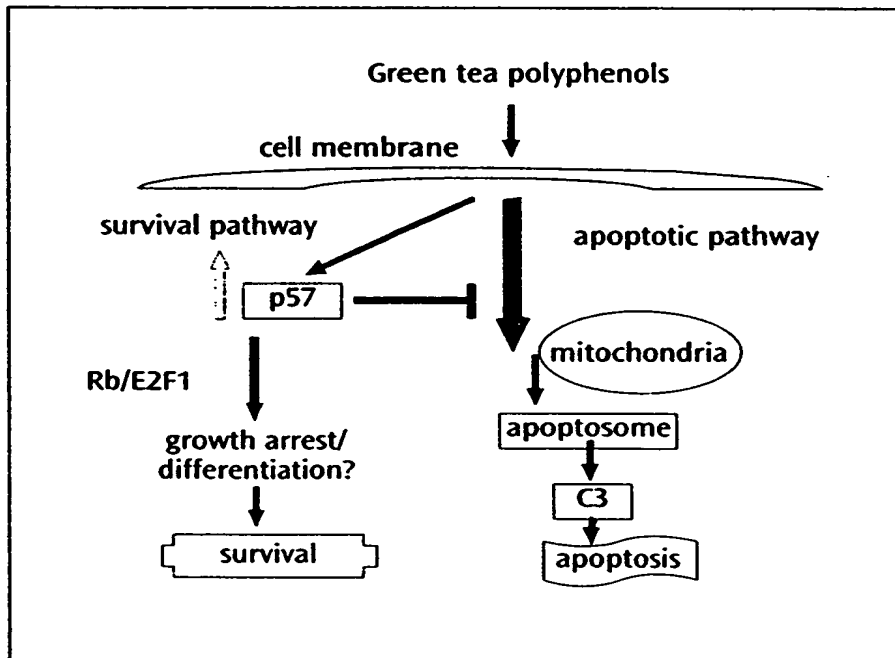 Green tea polyphenols
cell membrane
survival pathway
apoptotic pathway
p57
mitochondria
Rb/E2F1
apoptosome
growth arrest/
differentiation?
C3
survival
apoptosis